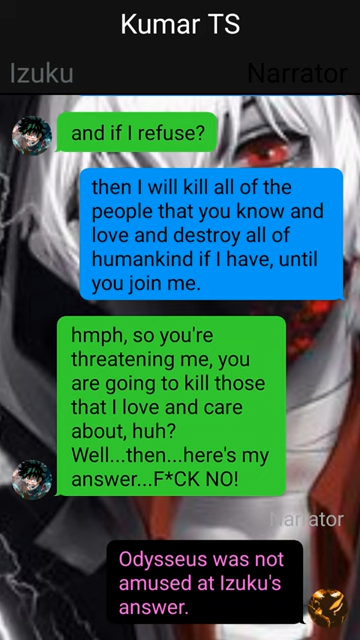 Kumar TS
Izuku Narrator
and if I refuse?
then I will kill all of the
people that you know and
love and destroy all of
humankind if I have, until
you join me.
hmph, so you're
threatening me, you
are going to kill those
that I love and care
about, huh?
Well...then...here's my
answer...F*CK NO!
Narrator
Odysseus was not
amused at Izuku's
answer.